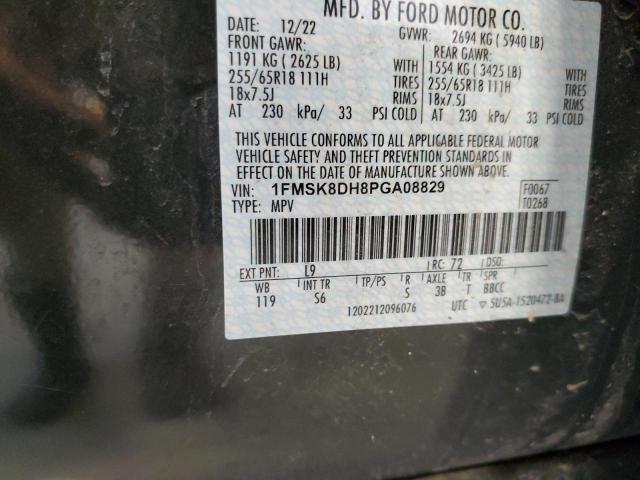 MFD. BY FORD MOTOR CO.
DATE: 12/22 GVWR: 2694 KG ( 5940 LB)
FRONT GAWR: REAR GAWR:
1191 KG ( 2625 LB) WITH 1554 KG ( 3425 LB) WITH
255/65R18 111H TIRES 255/65R18 111H TIRES
18x7.5J RIMS 18x7.5J RIMS
AT 230 kPa/ 33 PSI COLD AT 230 kPa/ 33 PSI COLD
THIS VEHICLE CONFORMS TO ALL APPLICABLE FEDERAL MOTOR
VEHICLE SAFETY AND THEFT PREVENTION STANDARDS IN
EFFECT ON THE DATE OF MANUFACTURE SHOWN ABOVE.
VIN: 1FMSK8DH8PGA08829 F0067
TYPE: MPV T0268
EXT PNT: L9 RC: 72 DSO:
WB INT TR TP/PS R AXLE TR SPR
119 S6 S 3B T BBCC
1202212096076 UTC ▽ 5U5A-1520472-BA